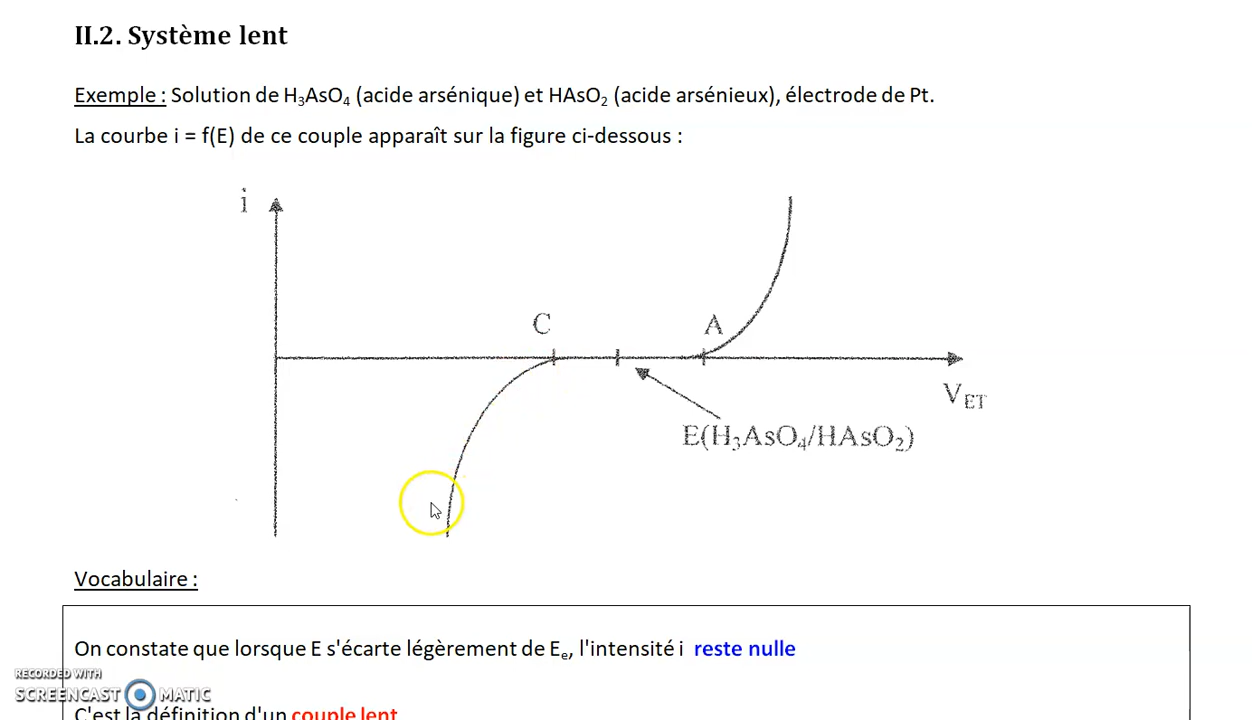 II.2. Système lent
Exemple : Solution de H₃AsO₄ (acide arsénique) et HAsO₂ (acide arsénieux), électrode de Pt.
La courbe i = f(E) de ce couple apparaît sur la figure ci-dessous :
i
C
A
V_ET
E(H₃AsO₄/HAsO₂)
Vocabulaire :
On constate que lorsque E s'écarte légèrement de Eₑ, l'intensité i reste nulle
RECORDED WITH
SCREENCAST MATIC
C'est la définition d'un couple lent